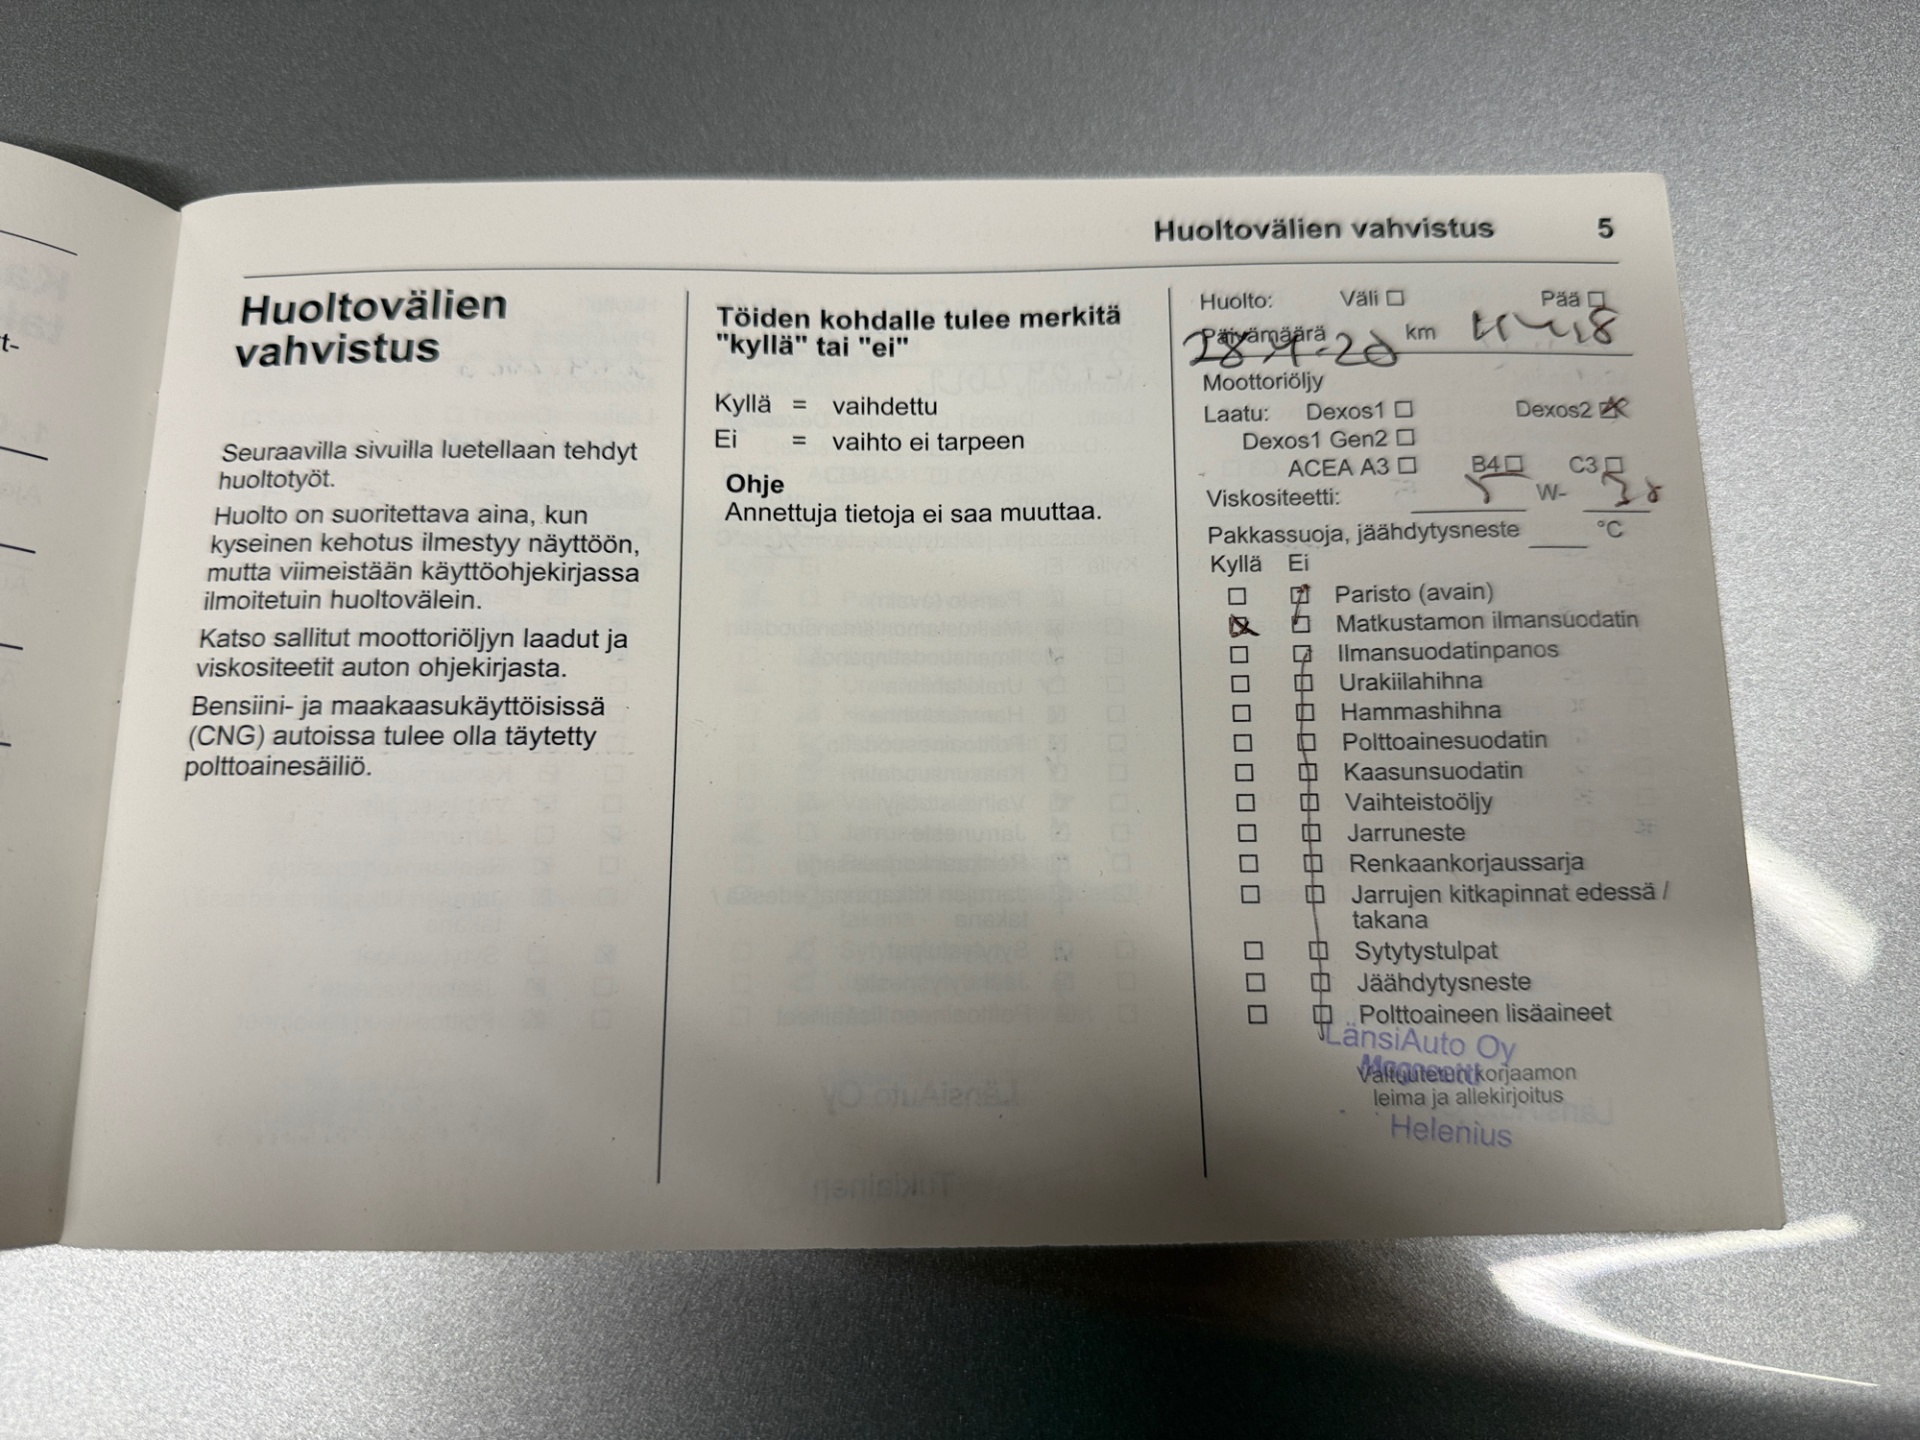 Huoltovälien vahvistus 5
Huoltovälien
vahvistus
Seuraavilla sivuilla luetellaan tehdyt
huoltotyöt.
Huolto on suoritettava aina, kun
kyseinen kehotus ilmestyy näyttöön,
mutta viimeistään käyttöohjekirjassa
ilmoitetuin huoltovälein.
Katso sallitut moottoriöljyn laadut ja
viskositeetit auton ohjekirjasta.
Bensiini- ja maakaasukäyttöisissä
(CNG) autoissa tulee olla täytetty
polttoainesäiliö.
Töiden kohdalle tulee merkitä
"kyllä" tai "ei"
Kyllä = vaihdettu
Ei = vaihto ei tarpeen
Ohje
Annettuja tietoja ei saa muuttaa.
Huolto: Väli ☐ Pää ☐
Päivämäärä km
Moottoriöljy
Laatu: Dexos1 ☐ Dexos2 ☒
Dexos1 Gen2 ☐
ACEA A3 ☐ B4 ☐ C3 ☐
Viskositeetti: 5 W- 30
Pakkassuoja, jäähdytysneste ____ °C
Kyllä Ei
Paristo (avain)
Matkustamon ilmansuodatin
Ilmansuodatinpanos
Urakiilahihna
Hammashihna
Polttoainesuodatin
Kaasunsuodatin
Vaihteistoöljy
Jarruneste
Renkaankorjaussarja
Jarrujen kitkapinnat edessä /
takana
Sytytystulpat
Jäähdytysneste
Polttoaineen lisäaineet
LänsiAuto Oy
Valtuutetun korjaamon
leima ja allekirjoitus
Helenius